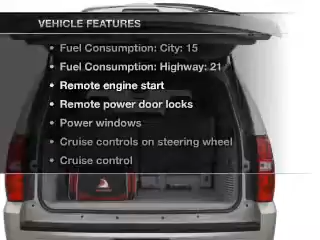 VEHICLE FEATURES
• Fuel Consumption: City: 15
• Fuel Consumption: Highway: 21
• Remote engine start
• Remote power door locks
• Power windows
• Cruise controls on steering wheel
• Cruise control